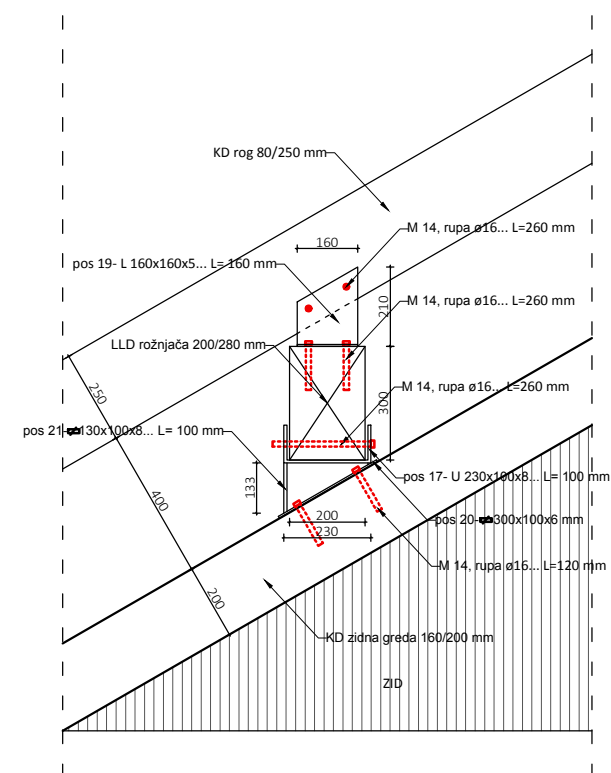 KD rog 80/250 mm
M 14, rupa ø16... L=260 mm
160
pos 19- L 160x160x5... L= 160 mm
210
M 14, rupa ø16... L=260 mm
LLD rožnjača 200/280 mm
300
M 14, rupa ø16... L=260 mm
250
pos 21-≠130x100x8... L= 100 mm
400
133
pos 17- U 230x100x8... L= 100 mm
200
pos 20-≠300x100x6 mm
230
M 14, rupa ø16... L=120 mm
200
KD zidna greda 160/200 mm
ZID